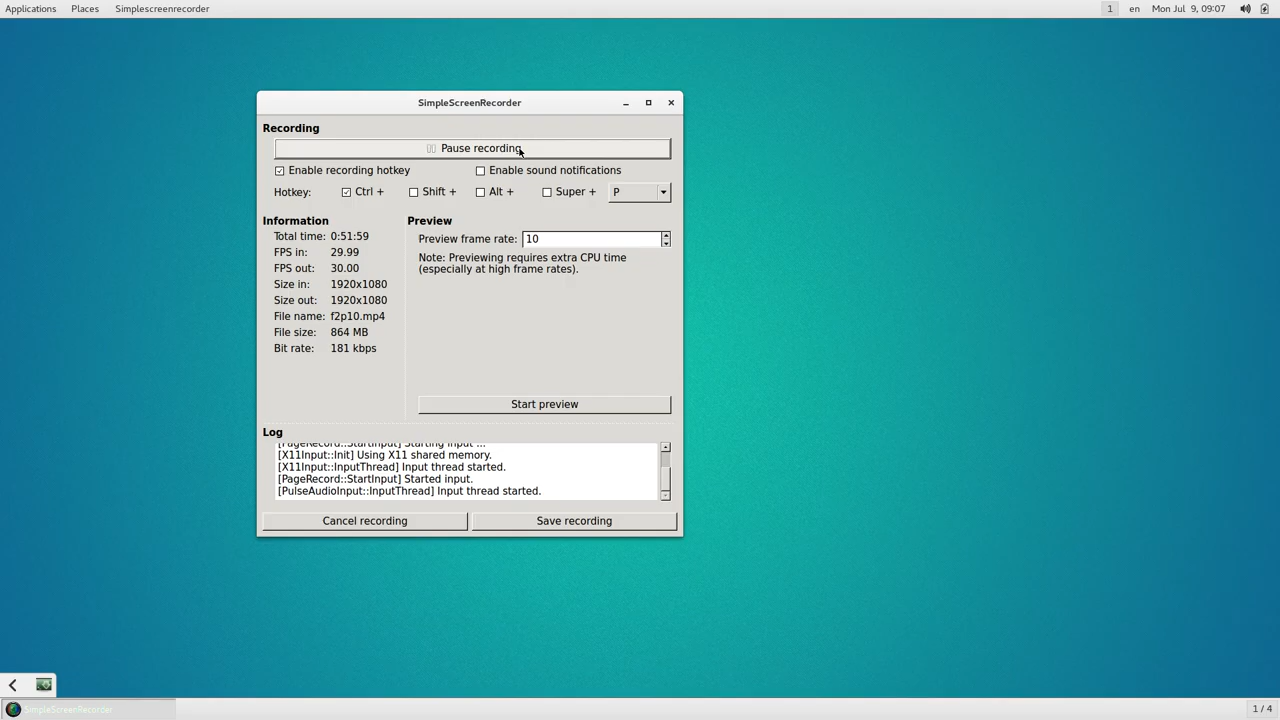 Applications Places Simplescreenrecorder 1 en Mon Jul 9, 09:07
SimpleScreenRecorder
Recording
Pause recording
Enable recording hotkey Enable sound notifications
Hotkey: Ctrl + Shift + Alt + Super + P
Information
Total time: 0:51:59
FPS in: 29.99
FPS out: 30.00
Size in: 1920x1080
Size out: 1920x1080
File name: f2p10.mp4
File size: 864 MB
Bit rate: 181 kbps
Preview
Preview frame rate: 10
Note: Previewing requires extra CPU time
(especially at high frame rates).
Start preview
Log
[PageRecord::StartInput] Starting input ...
[X11Input::Init] Using X11 shared memory.
[X11Input::InputThread] Input thread started.
[PageRecord::StartInput] Started input.
[PulseAudioInput::InputThread] Input thread started.
Cancel recording Save recording
SimpleScreenRecorder 1 / 4